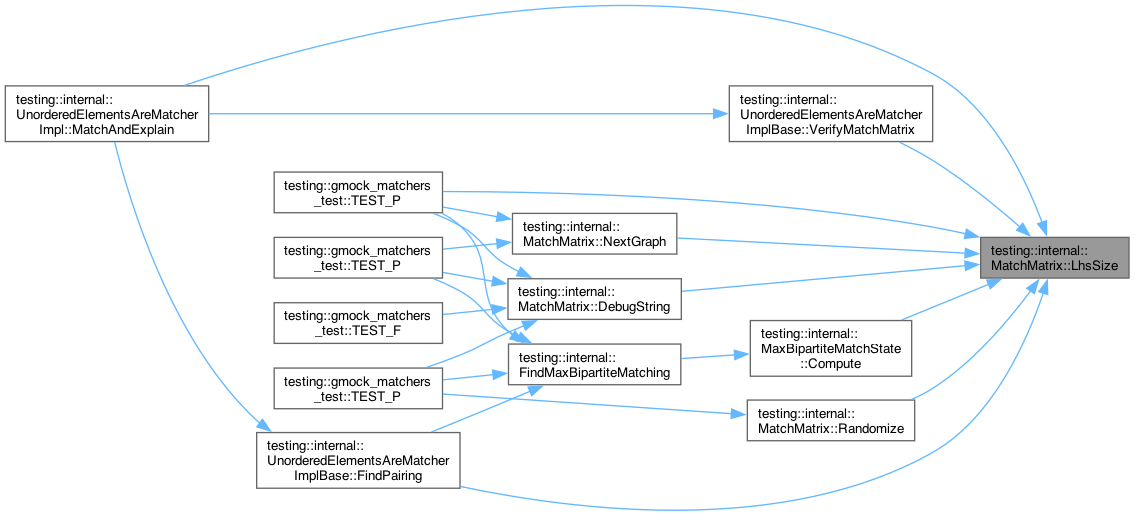 testing::internal::
UnorderedElementsAreMatcher
Impl::MatchAndExplain
testing::internal::
UnorderedElementsAreMatcher
ImplBase::VerifyMatchMatrix
testing::gmock_matchers
_test::TEST_P
testing::internal::
MatchMatrix::NextGraph
testing::gmock_matchers
_test::TEST_P
testing::internal::
MatchMatrix::LhsSize
testing::internal::
MatchMatrix::DebugString
testing::gmock_matchers
_test::TEST_F
testing::internal::
MaxBipartiteMatchState
::Compute
testing::internal::
FindMaxBipartiteMatching
testing::gmock_matchers
_test::TEST_P
testing::internal::
MatchMatrix::Randomize
testing::internal::
UnorderedElementsAreMatcher
ImplBase::FindPairing